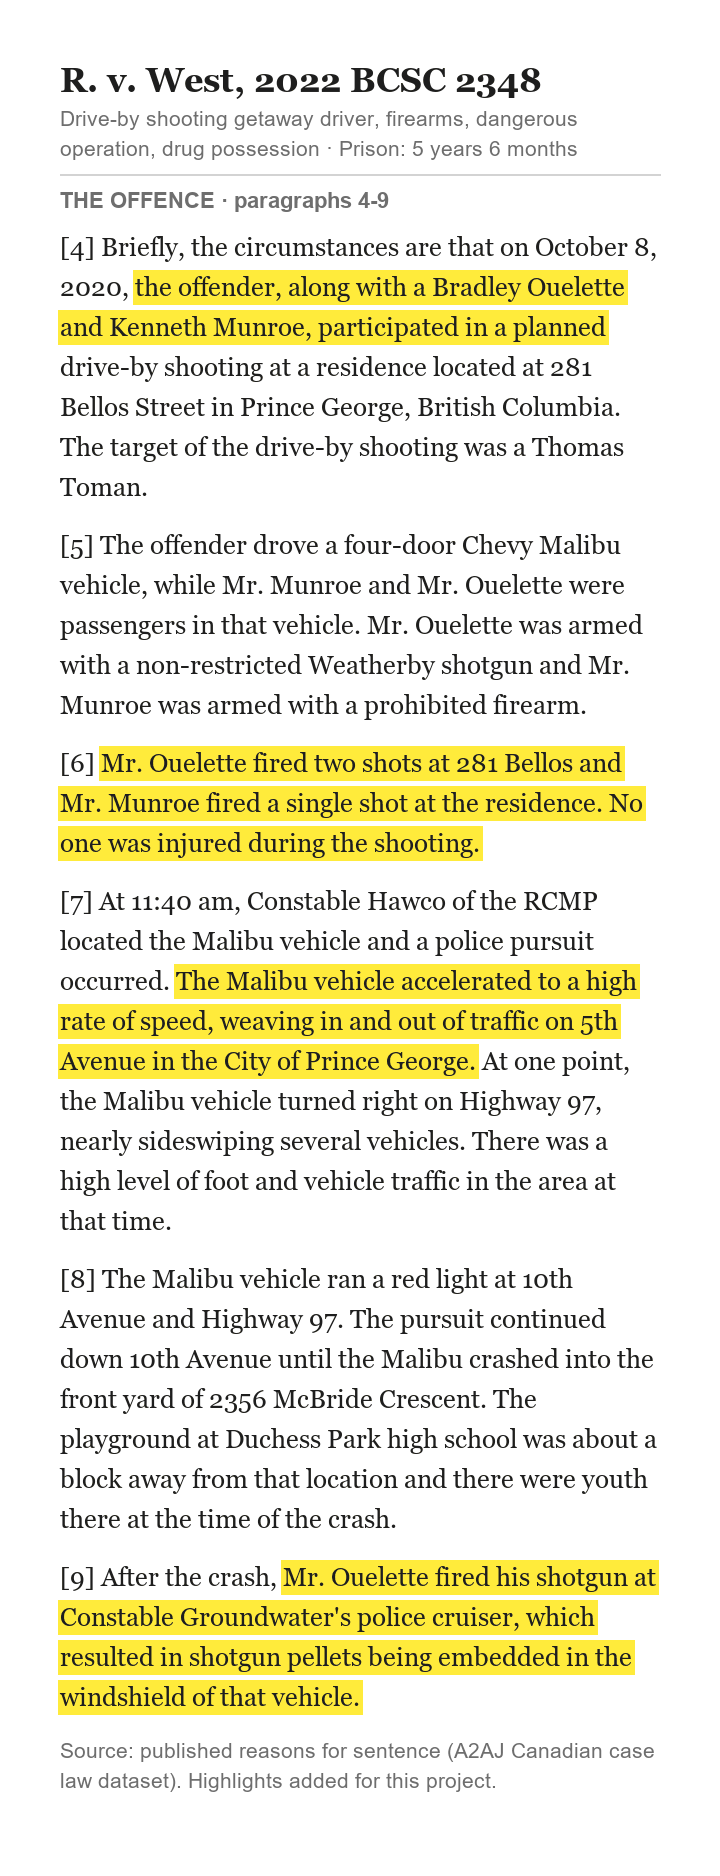 R. v. West, 2022 BCSC 2348
Drive-by shooting getaway driver, firearms, dangerous
operation, drug possession · Prison: 5 years 6 months
THE OFFENCE · paragraphs 4-9
[4] Briefly, the circumstances are that on October 8,
2020, the offender, along with a Bradley Ouelette
and Kenneth Munroe, participated in a planned
drive-by shooting at a residence located at 281
Bellos Street in Prince George, British Columbia.
The target of the drive-by shooting was a Thomas
Toman.
[5] The offender drove a four-door Chevy Malibu
vehicle, while Mr. Munroe and Mr. Ouelette were
passengers in that vehicle. Mr. Ouelette was armed
with a non-restricted Weatherby shotgun and Mr.
Munroe was armed with a prohibited firearm.
[6] Mr. Ouelette fired two shots at 281 Bellos and
Mr. Munroe fired a single shot at the residence. No
one was injured during the shooting.
[7] At 11:40 am, Constable Hawco of the RCMP
located the Malibu vehicle and a police pursuit
occurred. The Malibu vehicle accelerated to a high
rate of speed, weaving in and out of traffic on 5th
Avenue in the City of Prince George. At one point,
the Malibu vehicle turned right on Highway 97,
nearly sideswiping several vehicles. There was a
high level of foot and vehicle traffic in the area at
that time.
[8] The Malibu vehicle ran a red light at 10th
Avenue and Highway 97. The pursuit continued
down 10th Avenue until the Malibu crashed into the
front yard of 2356 McBride Crescent. The
playground at Duchess Park high school was about a
block away from that location and there were youth
there at the time of the crash.
[9] After the crash, Mr. Ouelette fired his shotgun at
Constable Groundwater's police cruiser, which
resulted in shotgun pellets being embedded in the
windshield of that vehicle.
Source: published reasons for sentence (A2AJ Canadian case
law dataset). Highlights added for this project.